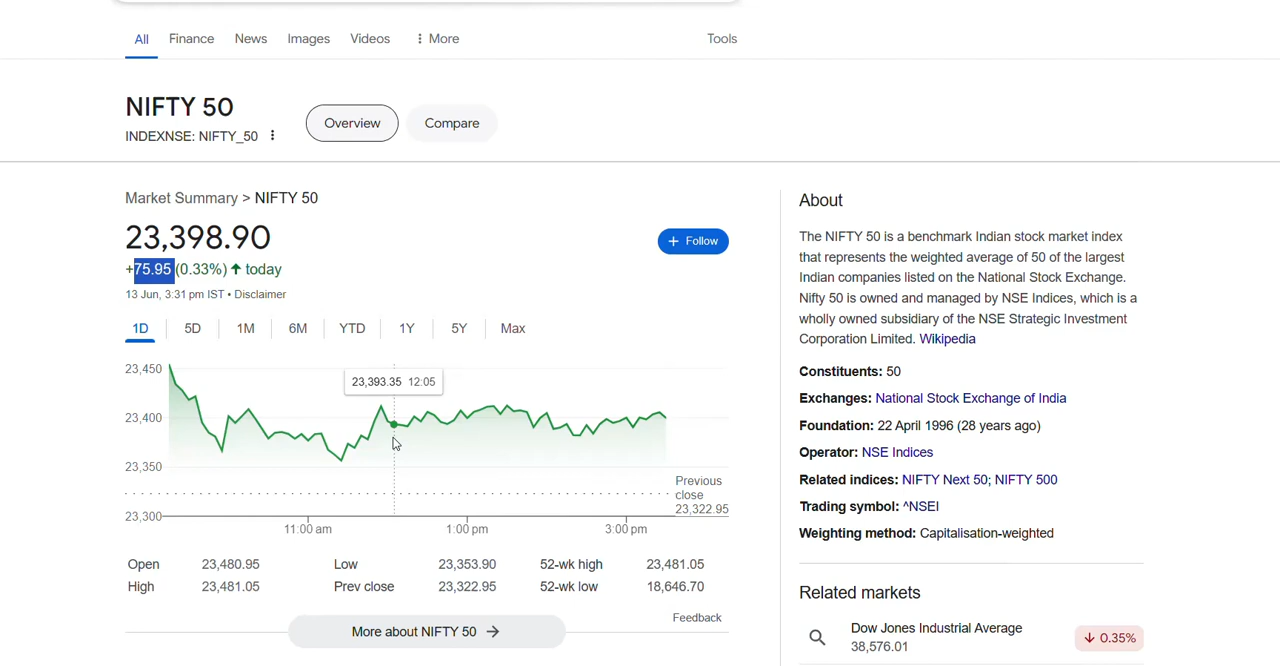 All Finance News Images Videos More Tools
NIFTY 50
INDEXNSE: NIFTY_50
Overview Compare
Market Summary > NIFTY 50
23,398.90
+75.95 (0.33%) ↑ today
13 Jun, 3:31 pm IST • Disclaimer
+ Follow
1D 5D 1M 6M YTD 1Y 5Y Max
23,393.35 12:05
23,450
23,400
23,350
23,300
Previous
close
23,322.95
11:00 am 1:00 pm 3:00 pm
Open 23,480.95 Low 23,353.90 52-wk high 23,481.05
High 23,481.05 Prev close 23,322.95 52-wk low 18,646.70
Feedback
More about NIFTY 50 →
About
The NIFTY 50 is a benchmark Indian stock market index
that represents the weighted average of 50 of the largest
Indian companies listed on the National Stock Exchange.
Nifty 50 is owned and managed by NSE Indices, which is a
wholly owned subsidiary of the NSE Strategic Investment
Corporation Limited. Wikipedia
Constituents: 50
Exchanges: National Stock Exchange of India
Foundation: 22 April 1996 (28 years ago)
Operator: NSE Indices
Related indices: NIFTY Next 50; NIFTY 500
Trading symbol: ^NSEI
Weighting method: Capitalisation-weighted
Related markets
Dow Jones Industrial Average
38,576.01
↓ 0.35%